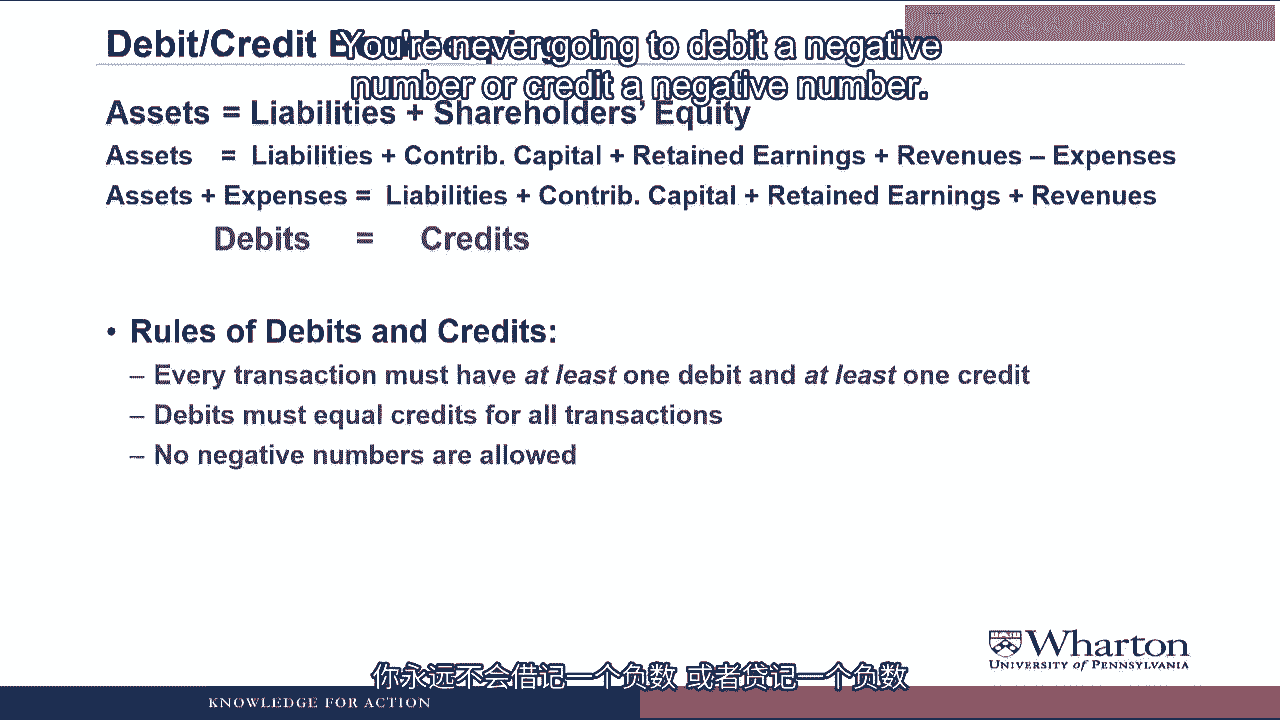 Debit/Credit
You're never going to debit a negative
number or credit a negative number.
Assets = Liabilities + Shareholders' Equity
Assets = Liabilities + Contrib. Capital + Retained Earnings + Revenues – Expenses
Assets + Expenses = Liabilities + Contrib. Capital + Retained Earnings + Revenues
Debits = Credits
• Rules of Debits and Credits:
– Every transaction must have at least one debit and at least one credit
– Debits must equal credits for all transactions
– No negative numbers are allowed
Wharton
UNIVERSITY of PENNSYLVANIA
你永远不会借记一个负数 或者贷记一个负数
KNOWLEDGE FOR ACTION